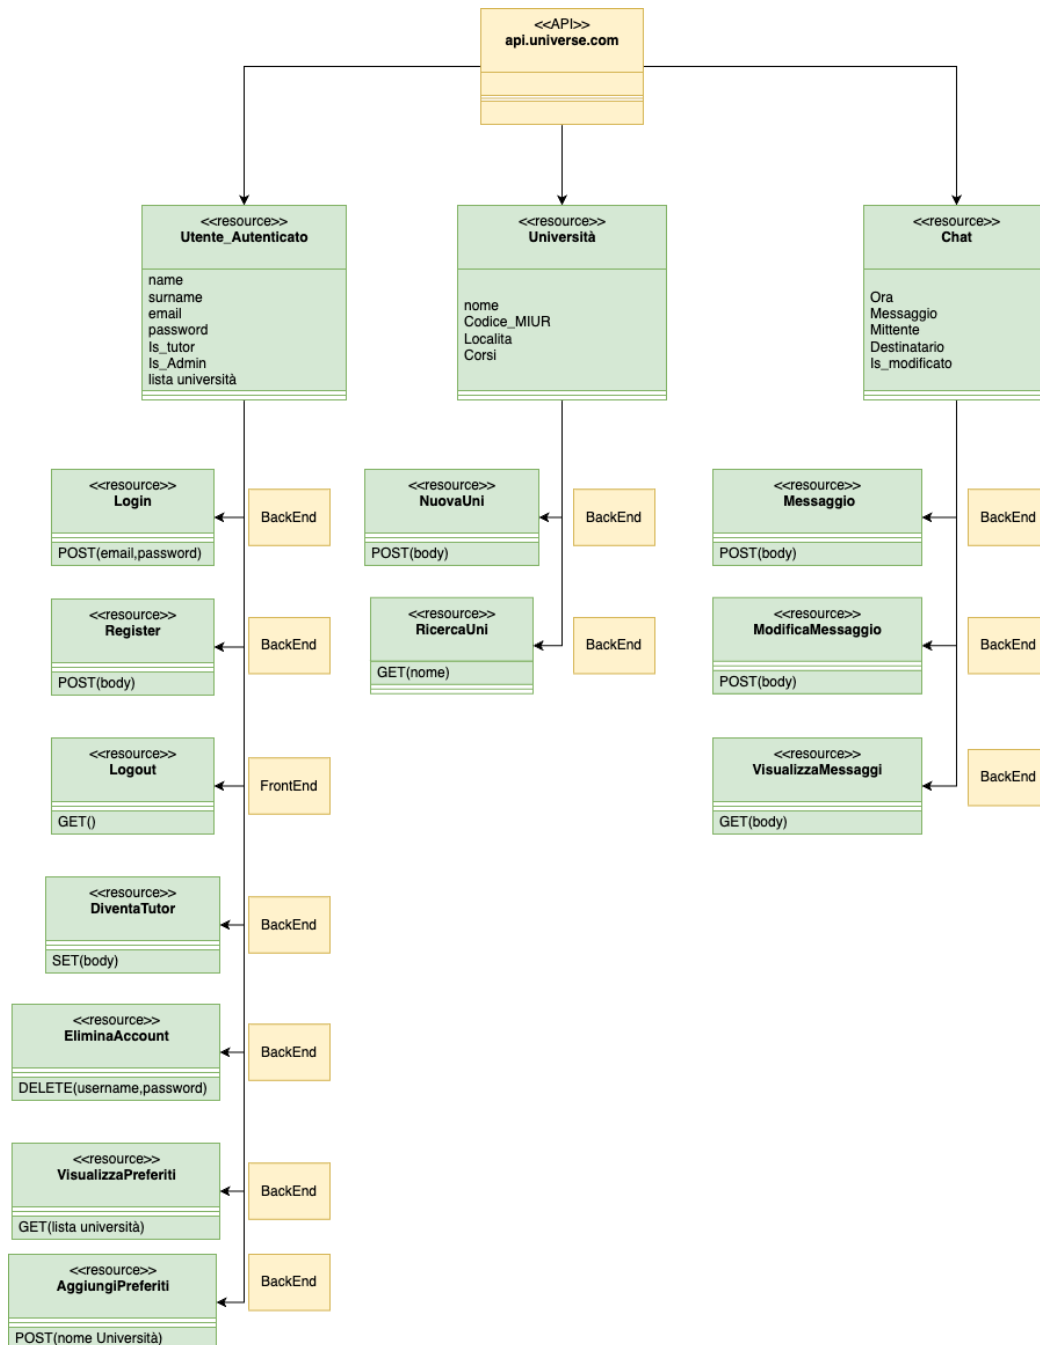 <<API>>
api.universe.com
<<resource>>
Utente_Autenticato
name
surname
email
password
Is_tutor
Is_Admin
lista università
<<resource>>
Università
nome
Codice_MIUR
Localita
Corsi
<<resource>>
Chat
Ora
Messaggio
Mittente
Destinatario
Is_modificato
<<resource>>
Login
POST(email,password)
BackEnd
<<resource>>
NuovaUni
POST(body)
BackEnd
<<resource>>
Messaggio
POST(body)
BackEnd
<<resource>>
Register
POST(body)
BackEnd
<<resource>>
RicercaUni
GET(nome)
BackEnd
<<resource>>
ModificaMessaggio
POST(body)
BackEnd
<<resource>>
Logout
GET()
FrontEnd
<<resource>>
VisualizzaMessaggi
GET(body)
BackEnd
<<resource>>
DiventaTutor
SET(body)
BackEnd
<<resource>>
EliminaAccount
DELETE(username,password)
BackEnd
<<resource>>
VisualizzaPreferiti
GET(lista università)
BackEnd
<<resource>>
AggiungiPreferiti
POST(nome Università)
BackEnd